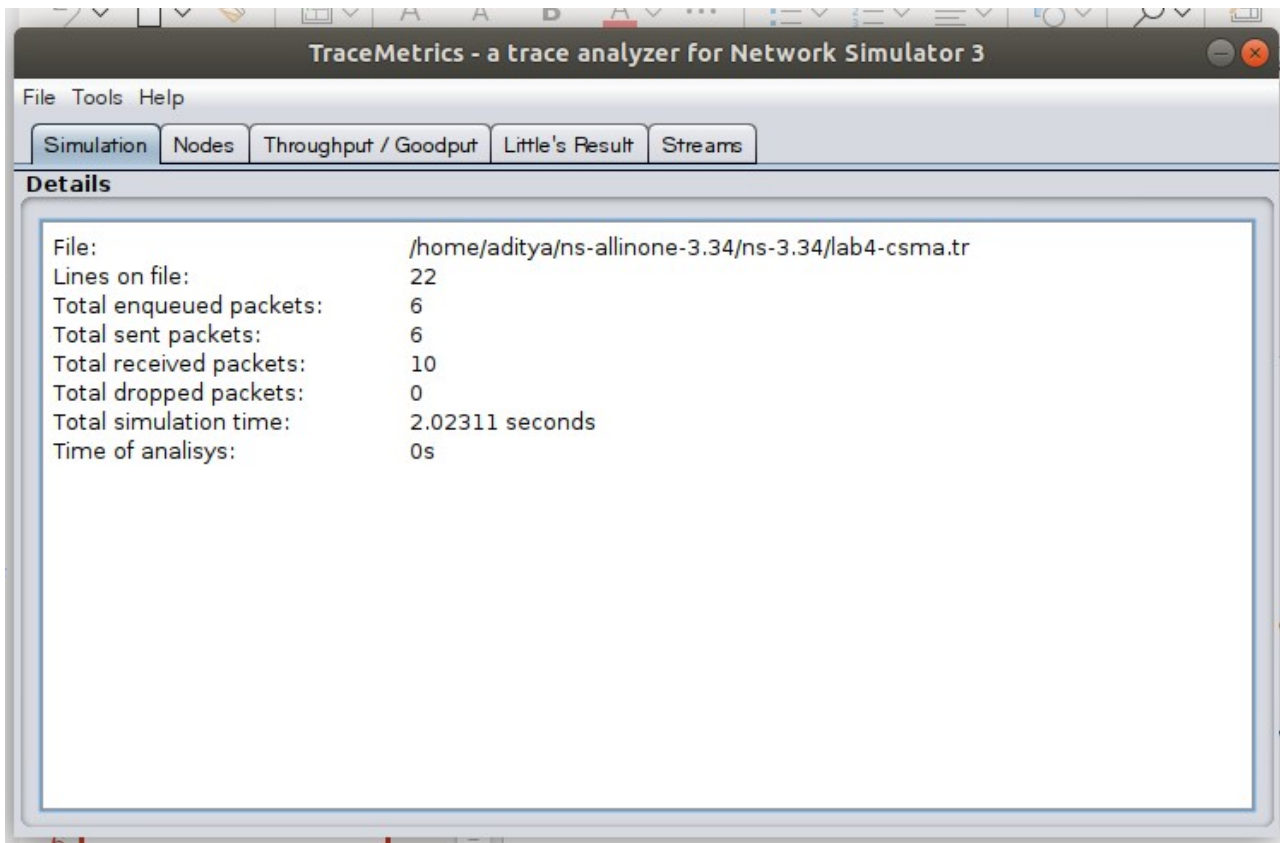 TraceMetrics - a trace analyzer for Network Simulator 3
File Tools Help
Simulation Nodes Throughput / Goodput Little's Result Streams
Details
File: /home/aditya/ns-allinone-3.34/ns-3.34/lab4-csma.tr
Lines on file: 22
Total enqueued packets: 6
Total sent packets: 6
Total received packets: 10
Total dropped packets: 0
Total simulation time: 2.02311 seconds
Time of analisys: 0s